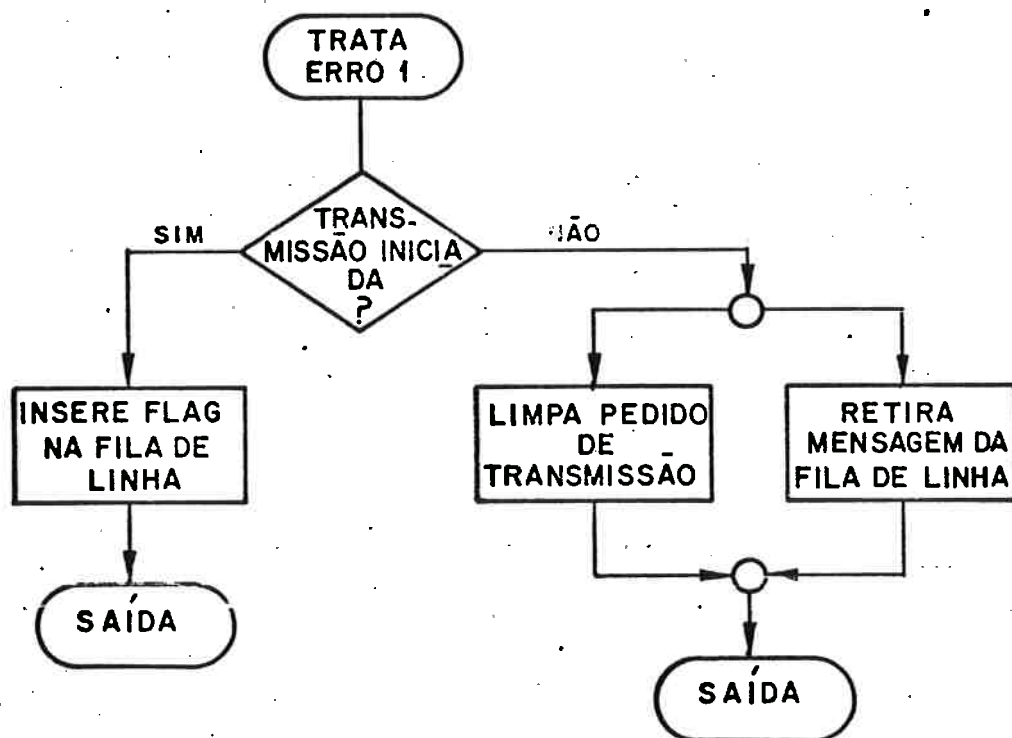 TRATA
ERRO 1
TRANS-
MISSÃO INICIA
DA
?
SIM
NÃO
INSERE FLAG
NA FILA DE
LINHA
LIMPA PEDIDO
DE
TRANSMISSÃO
RETIRA
MENSAGEM DA
FILA DE LINHA
SAÍDA
SAÍDA